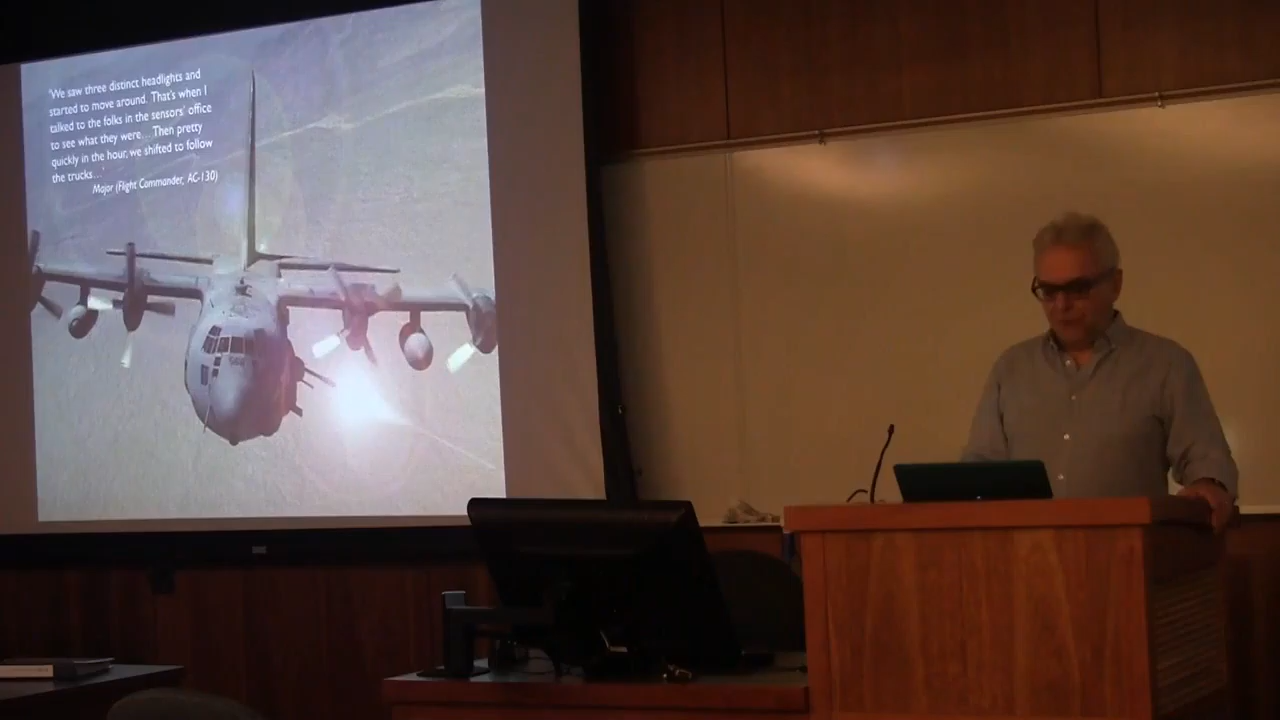 'We saw three distinct headlights and
started to move around. That's when I
talked to the folks in the sensors' office
to see what they were... Then pretty
quickly in the hour, we shifted to follow
the trucks...'
Major (Flight Commander, AC-130)